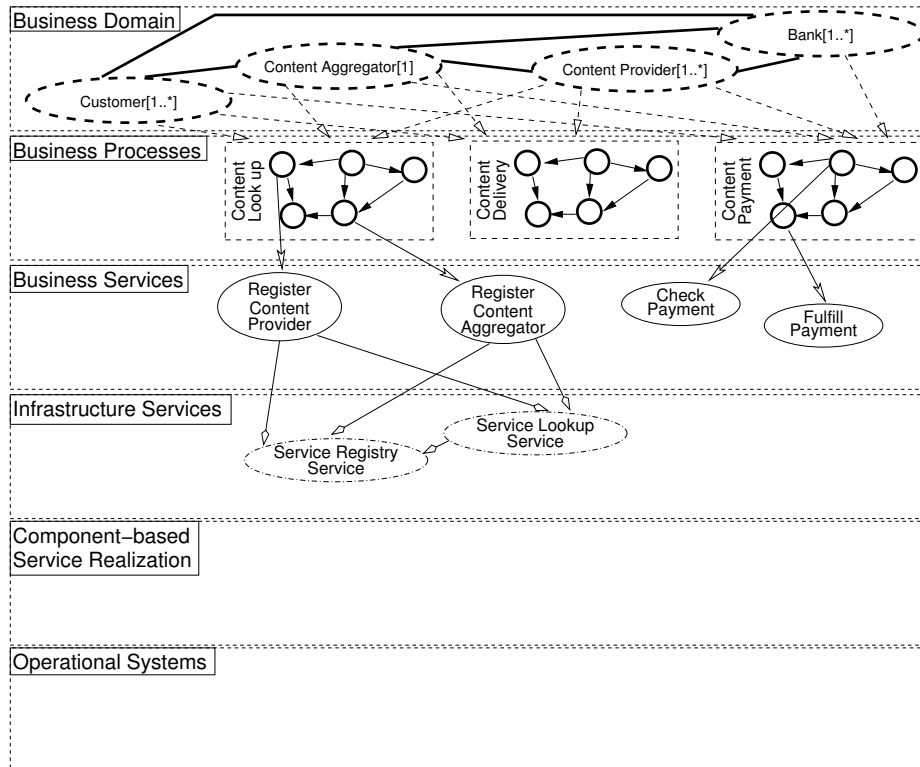 Business Domain
Bank[1..*]
Content Aggregator[1]
Content Provider[1..*]
Customer[1..*]
Business Processes
Content
Look up
Content
Delivery
Content
Payment
Business Services
Register
Content
Provider
Register
Content
Aggregator
Check
Payment
Fulfill
Payment
Infrastructure Services
Service Lookup
Service
Service Registry
Service
Component−based
Service Realization
Operational Systems